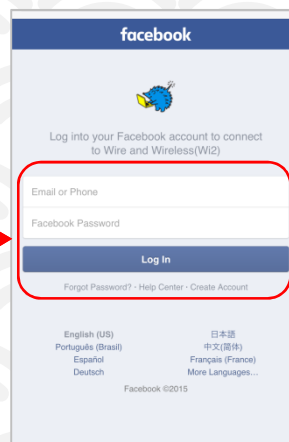 facebook
Log into your Facebook account to connect
to Wire and Wireless(Wi2)
Email or Phone
Facebook Password
Log In
Forgot Password? · Help Center · Create Account
English (US)
日本語
Português (Brasil)
中文(简体)
Español
Français (France)
Deutsch
More Languages...
Facebook ©2015